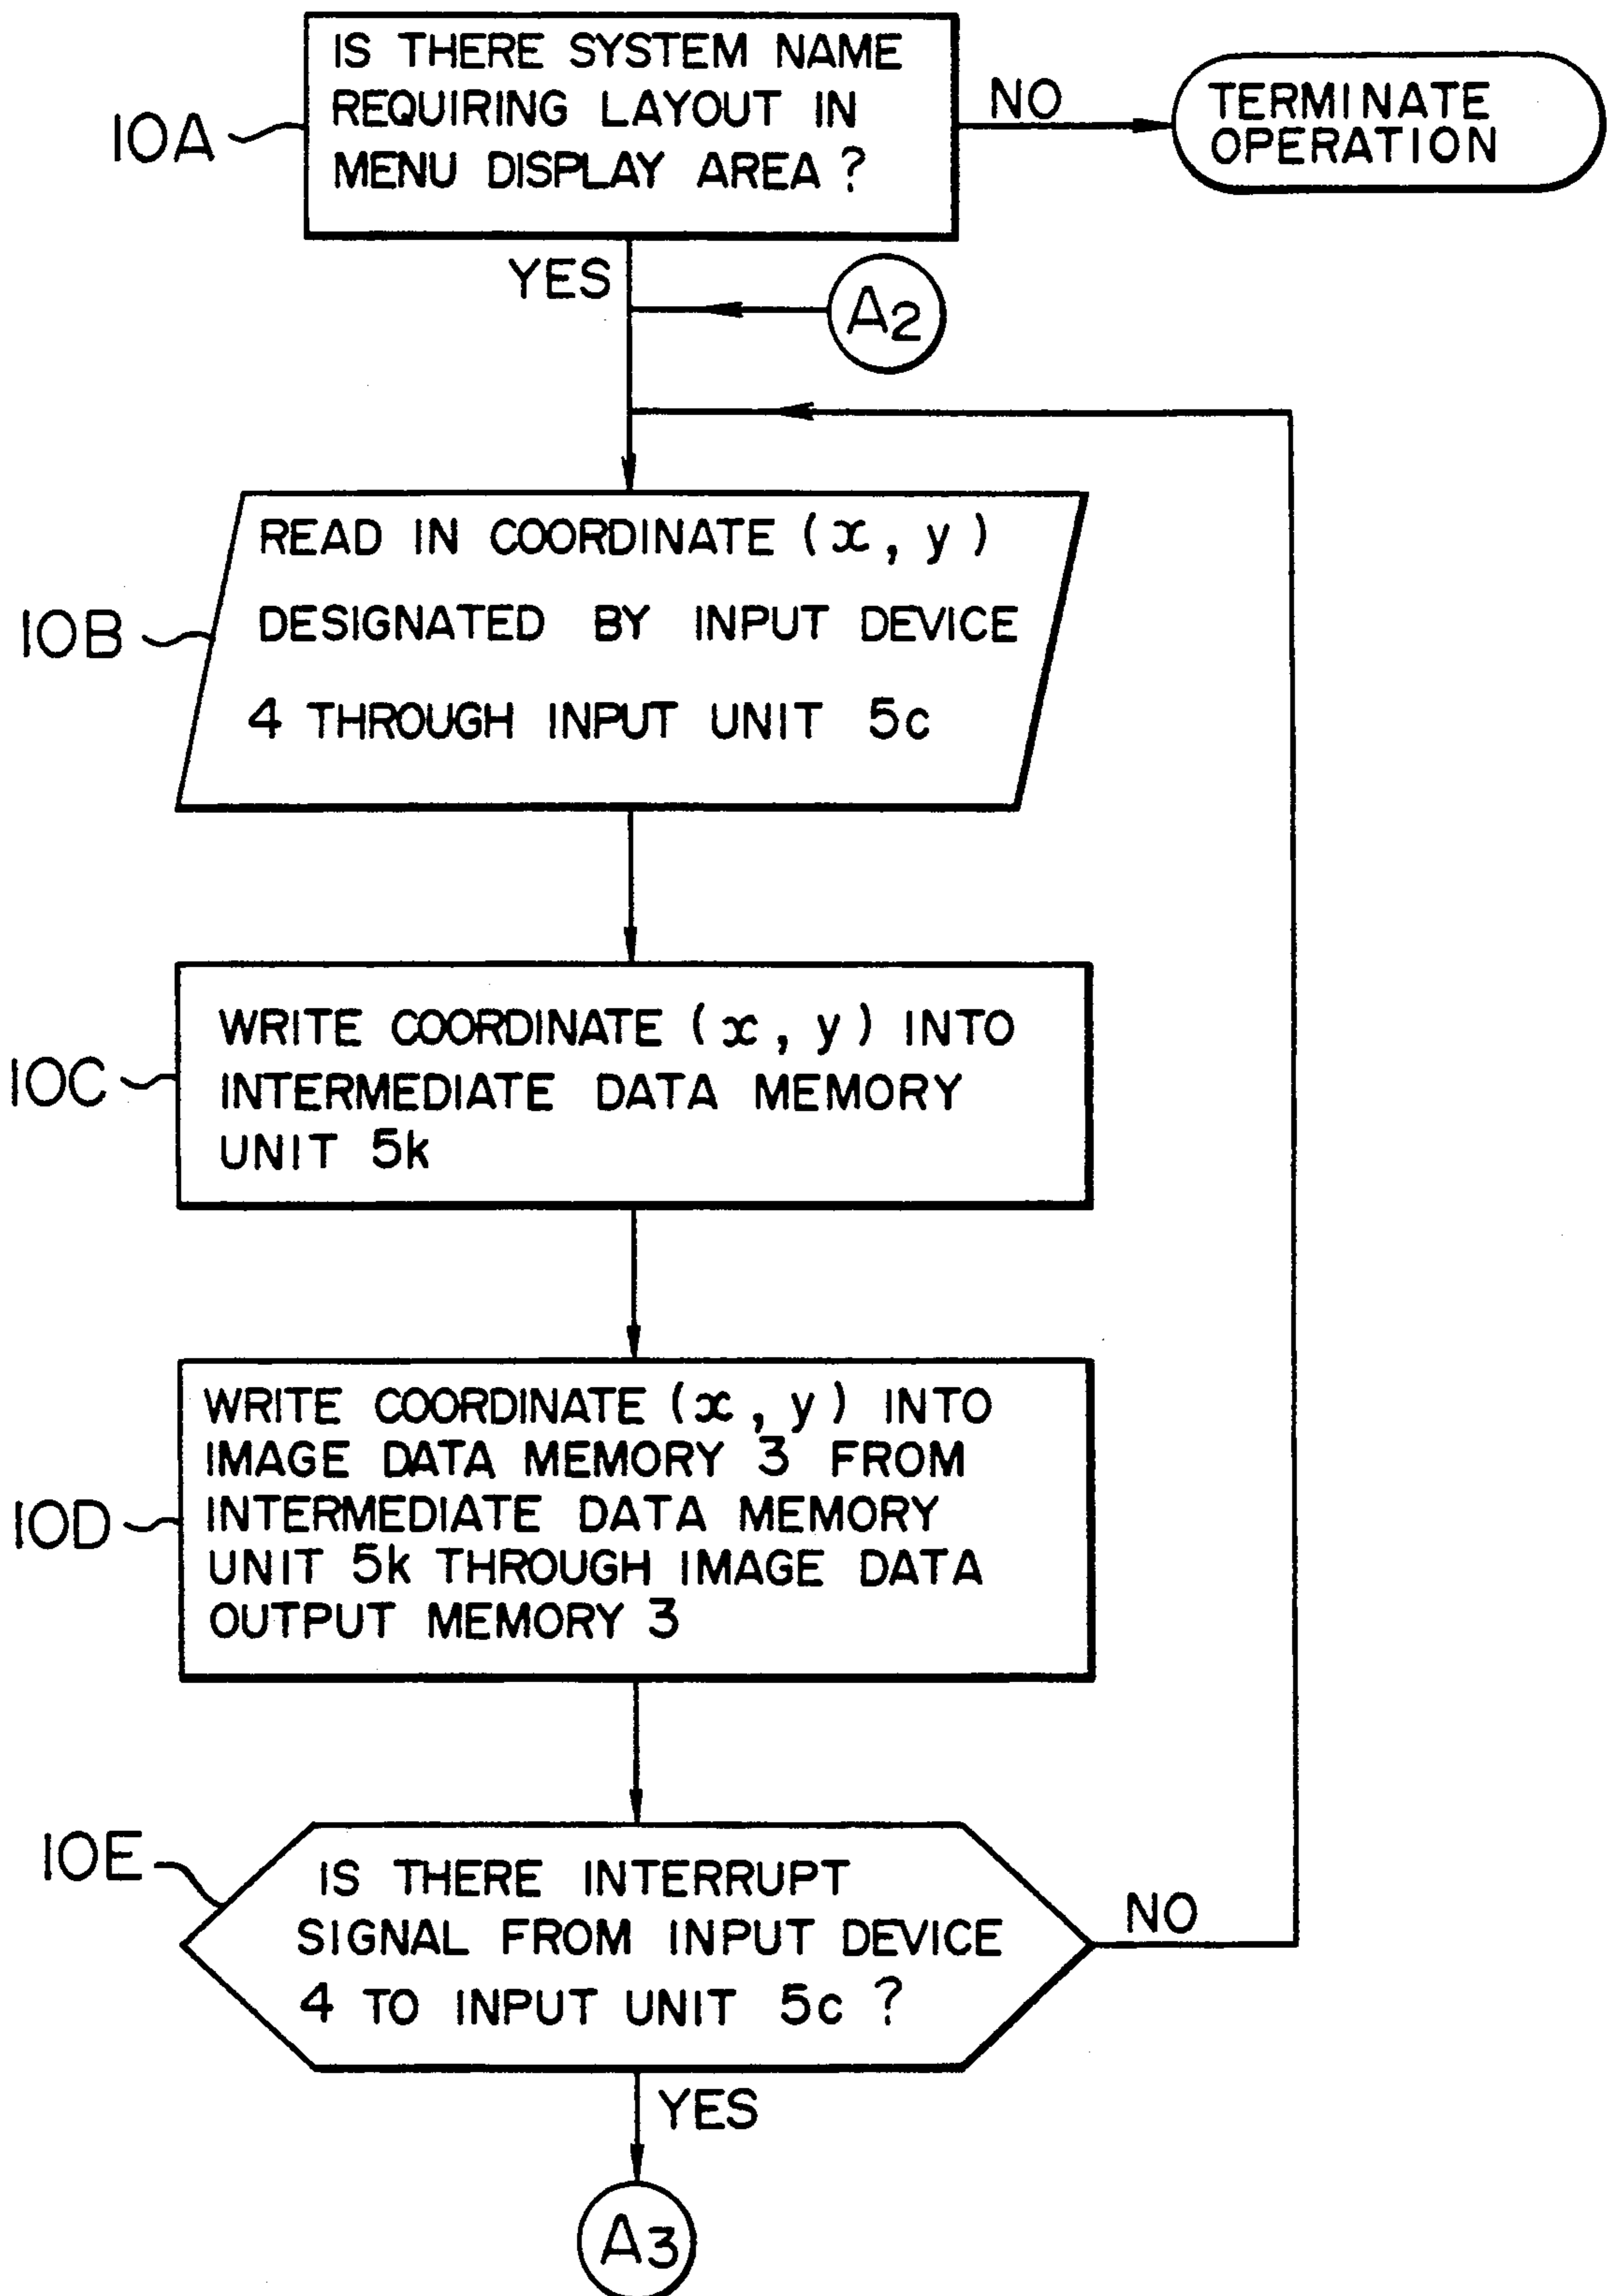 IS THERE SYSTEM NAME
REQUIRING LAYOUT IN
MENU DISPLAY AREA ?
10A
NO
TERMINATE
OPERATION
YES
A2
READ IN COORDINATE (x, y)
DESIGNATED BY INPUT DEVICE
4 THROUGH INPUT UNIT 5c
10B
WRITE COORDINATE (x, y) INTO
INTERMEDIATE DATA MEMORY
UNIT 5k
10C
WRITE COORDINATE (x, y) INTO
IMAGE DATA MEMORY 3 FROM
INTERMEDIATE DATA MEMORY
UNIT 5k THROUGH IMAGE DATA
OUTPUT MEMORY 3
10D
10E
IS THERE INTERRUPT
SIGNAL FROM INPUT DEVICE
4 TO INPUT UNIT 5c ?
NO
YES
A3